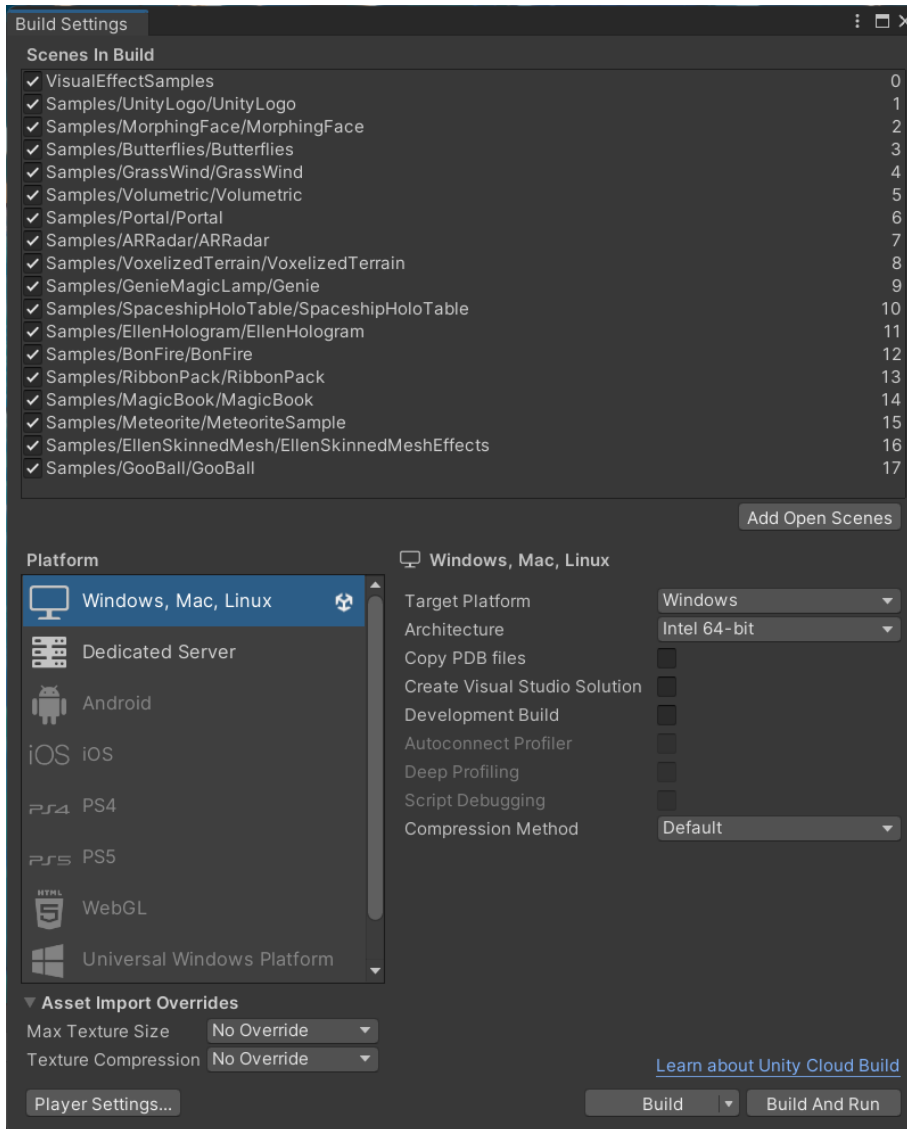 Build Settings
Scenes In Build
VisualEffectSamples 0
Samples/UnityLogo/UnityLogo 1
Samples/MorphingFace/MorphingFace 2
Samples/Butterflies/Butterflies 3
Samples/GrassWind/GrassWind 4
Samples/Volumetric/Volumetric 5
Samples/Portal/Portal 6
Samples/ARRadar/ARRadar 7
Samples/VoxelizedTerrain/VoxelizedTerrain 8
Samples/GenieMagicLamp/Genie 9
Samples/SpaceshipHoloTable/SpaceshipHoloTable 10
Samples/EllenHologram/EllenHologram 11
Samples/BonFire/BonFire 12
Samples/RibbonPack/RibbonPack 13
Samples/MagicBook/MagicBook 14
Samples/Meteorite/MeteoriteSample 15
Samples/EllenSkinnedMesh/EllenSkinnedMeshEffects 16
Samples/GooBall/GooBall 17
Add Open Scenes
Platform
Windows, Mac, Linux
Dedicated Server
Android
iOS iOS
PS4 PS4
PS5 PS5
HTML
5 WebGL
Universal Windows Platform
Windows, Mac, Linux
Target Platform Windows
Architecture Intel 64-bit
Copy PDB files
Create Visual Studio Solution
Development Build
Autoconnect Profiler
Deep Profiling
Script Debugging
Compression Method Default
Asset Import Overrides
Max Texture Size No Override
Texture Compression No Override
Learn about Unity Cloud Build
Player Settings... Build Build And Run